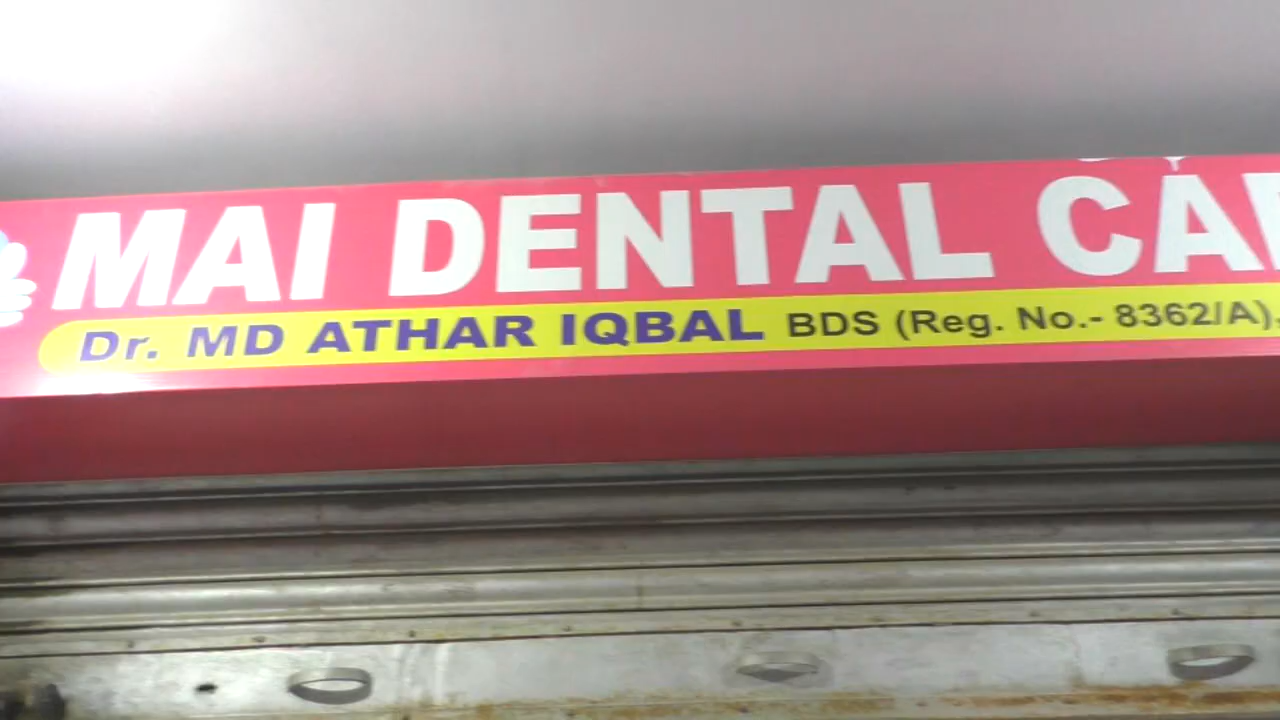 MAI DENTAL
Dr. MD ATHAR IQBAL BDS (Reg. No.- 8362/A),